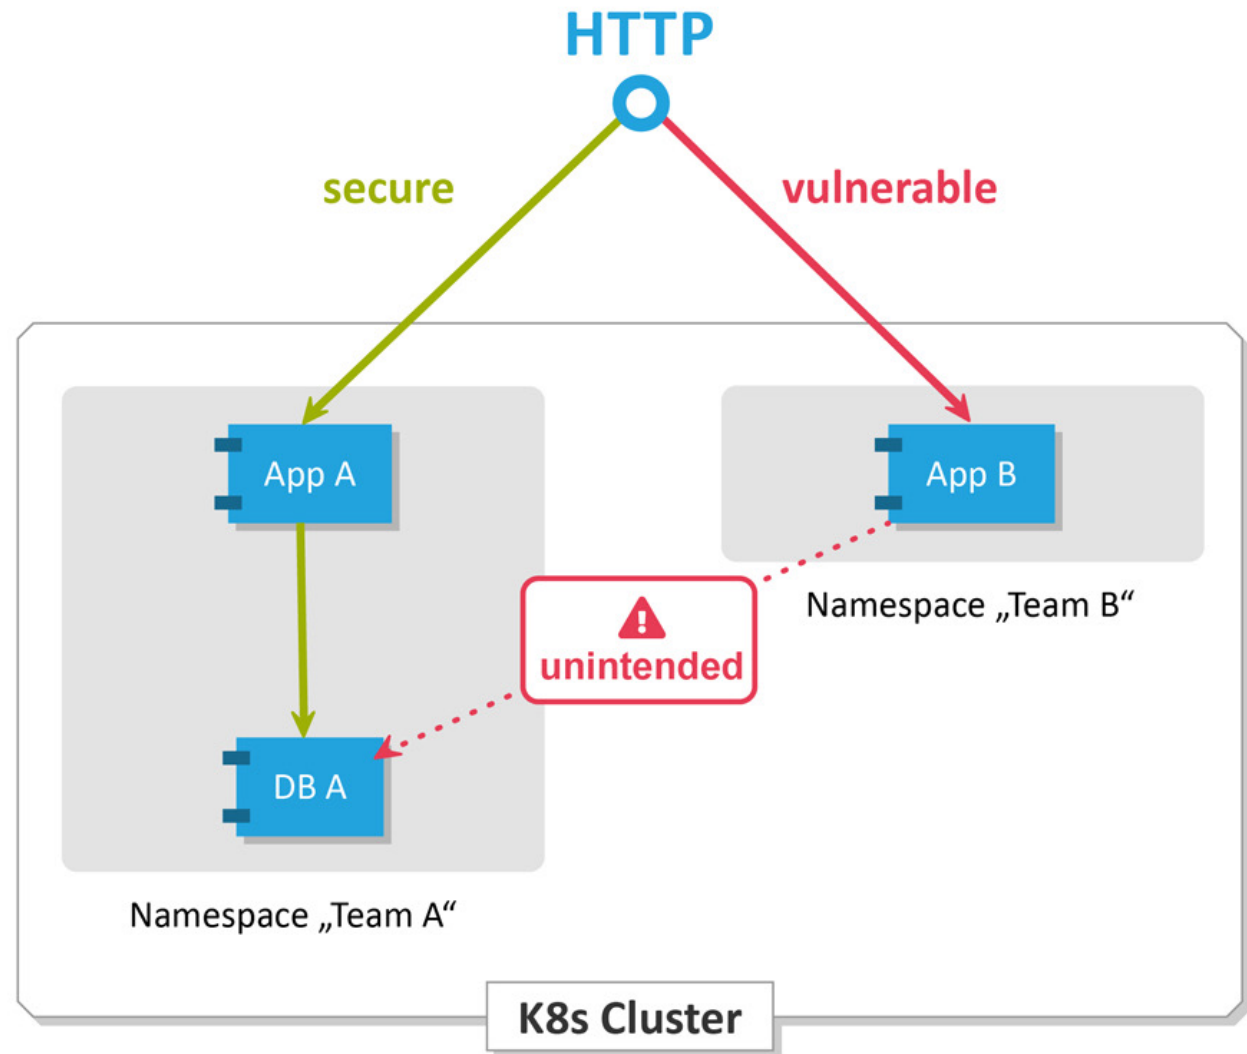 HTTP
secure
vulnerable
App A
App B
unintended
Namespace „Team B“
DB A
Namespace „Team A“
K8s Cluster